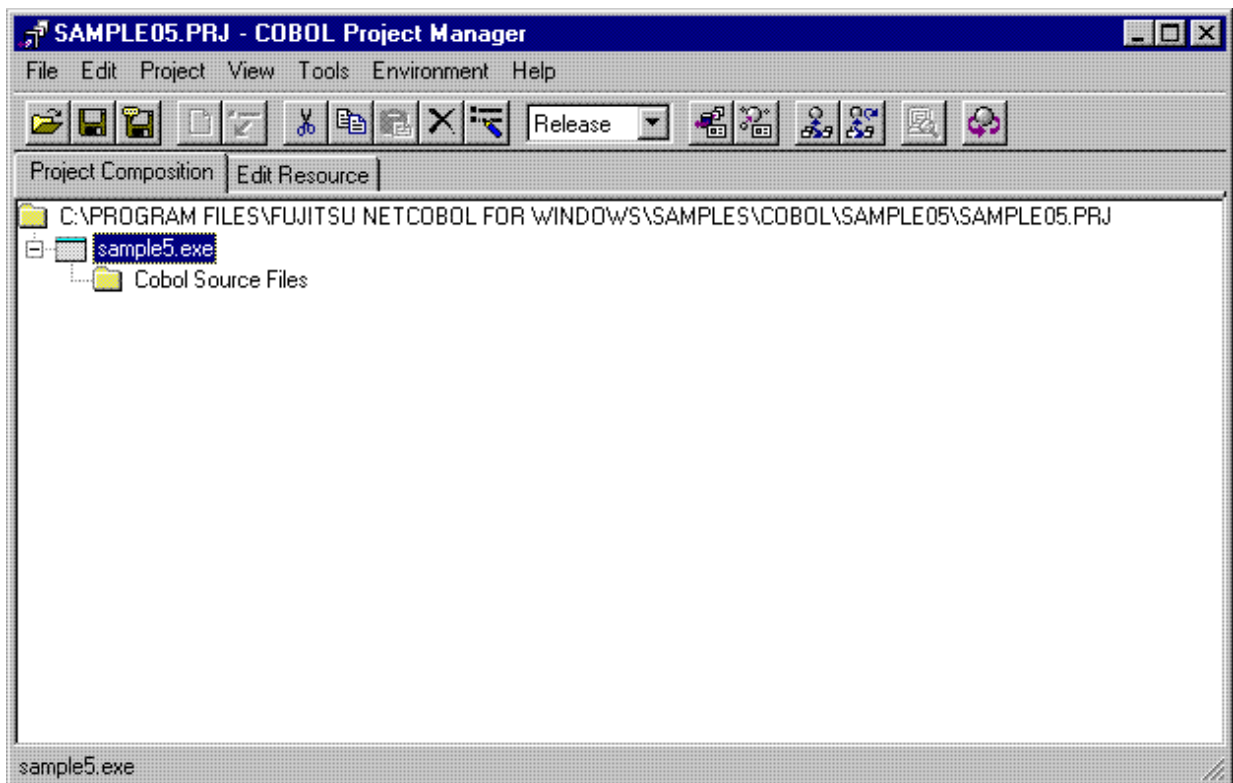 SAMPLE05.PRJ - COBOL Project Manager
File Edit Project View Tools Environment Help
Release
Project Composition Edit Resource
C:\PROGRAM FILES\FUJITSU NETCOBOL FOR WINDOWS\SAMPLES\COBOL\SAMPLE05\SAMPLE05.PRJ
sample5.exe
Cobol Source Files
sample5.exe